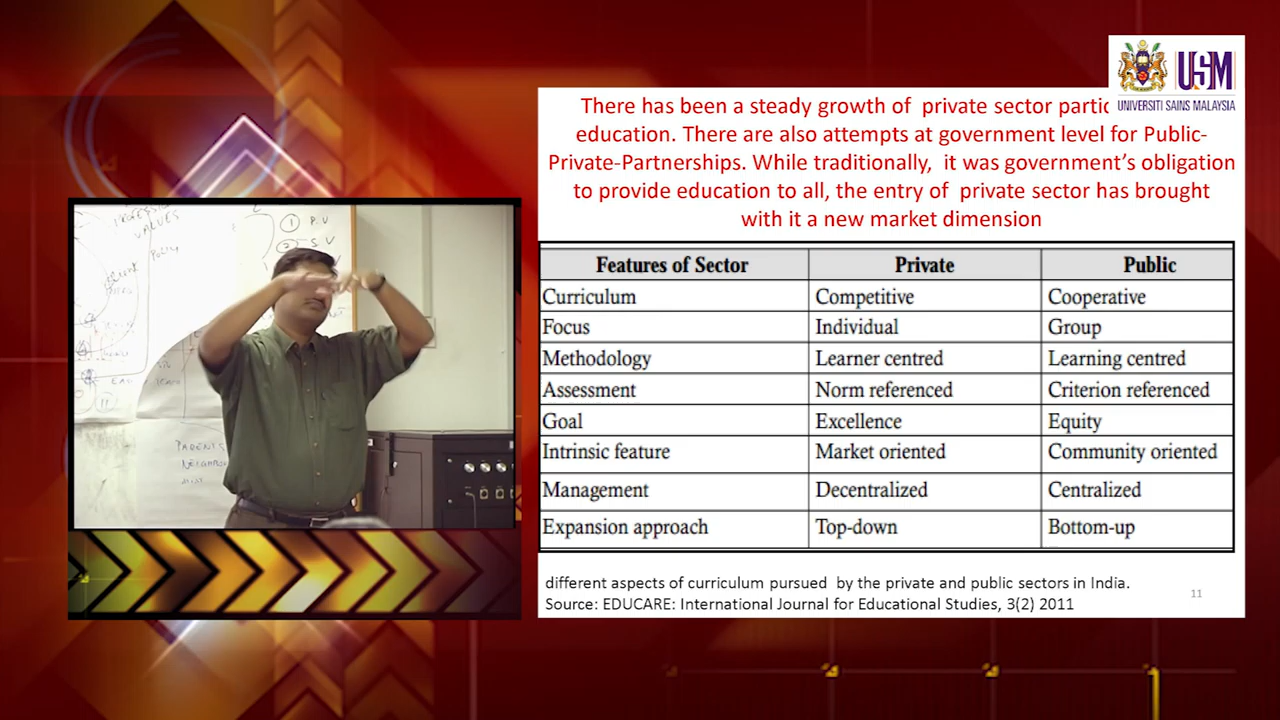 USM
UNIVERSITI SAINS MALAYSIA
There has been a steady growth of private sector
education. There are also attempts at government level for Public-
Private-Partnerships. While traditionally, it was government's obligation
to provide education to all, the entry of private sector has brought
with it a new market dimension
Features of Sector Private Public
Curriculum Competitive Cooperative
Focus Individual Group
Methodology Learner centred Learning centred
Assessment Norm referenced Criterion referenced
Goal Excellence Equity
Intrinsic feature Market oriented Community oriented
Management Decentralized Centralized
Expansion approach Top-down Bottom-up
different aspects of curriculum pursued by the private and public sectors in India.
Source: EDUCARE: International Journal for Educational Studies, 3(2) 2011
11
VALUES
1 P.V
2 S.V
PARENTS